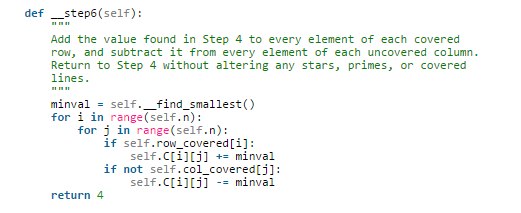 def __step6(self):
    """
    Add the value found in Step 4 to every element of each covered
    row, and subtract it from every element of each uncovered column.
    Return to Step 4 without altering any stars, primes, or covered
    lines.
    """
    minval = self.__find_smallest()
    for i in range(self.n):
        for j in range(self.n):
            if self.row_covered[i]:
                self.C[i][j] += minval
            if not self.col_covered[j]:
                self.C[i][j] -= minval
    return 4